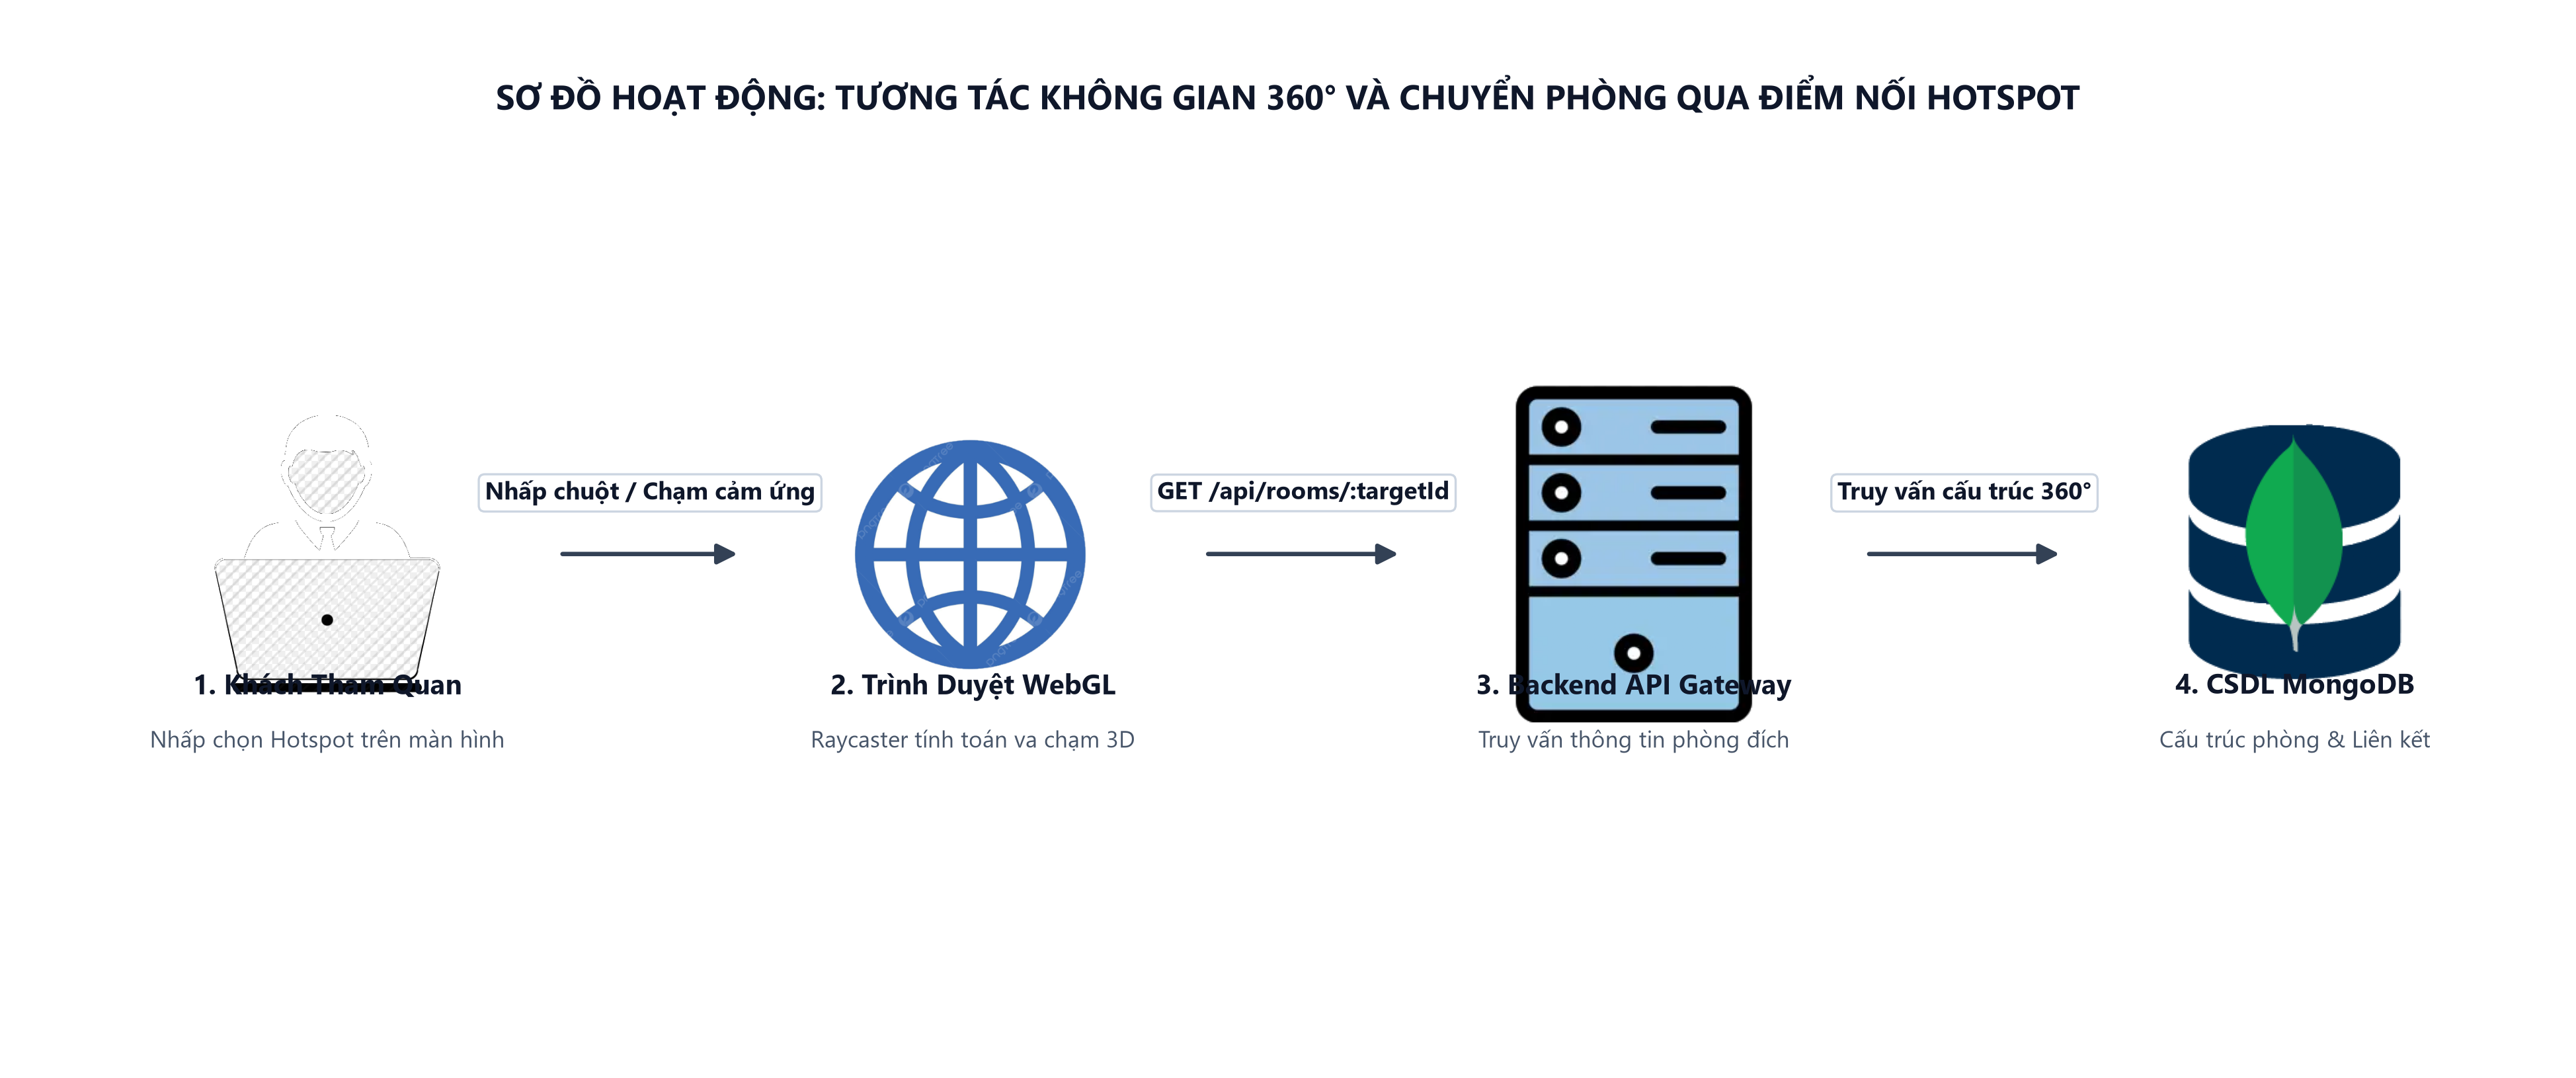 SƠ ĐỒ HOẠT ĐỘNG: TƯƠNG TÁC KHÔNG GIAN 360° VÀ CHUYỂN PHÒNG QUA ĐIỂM NỐI HOTSPOT
Nhấp chuột / Chạm cảm ứng
GET /api/rooms/:targetId
Truy vấn cấu trúc 360°
1. Khách Tham Quan
2. Trình Duyệt WebGL
3. Backend API Gateway
4. CSDL MongoDB
Nhấp chọn Hotspot trên màn hình
Raycaster tính toán va chạm 3D
Truy vấn thông tin phòng đích
Cấu trúc phòng & Liên kết